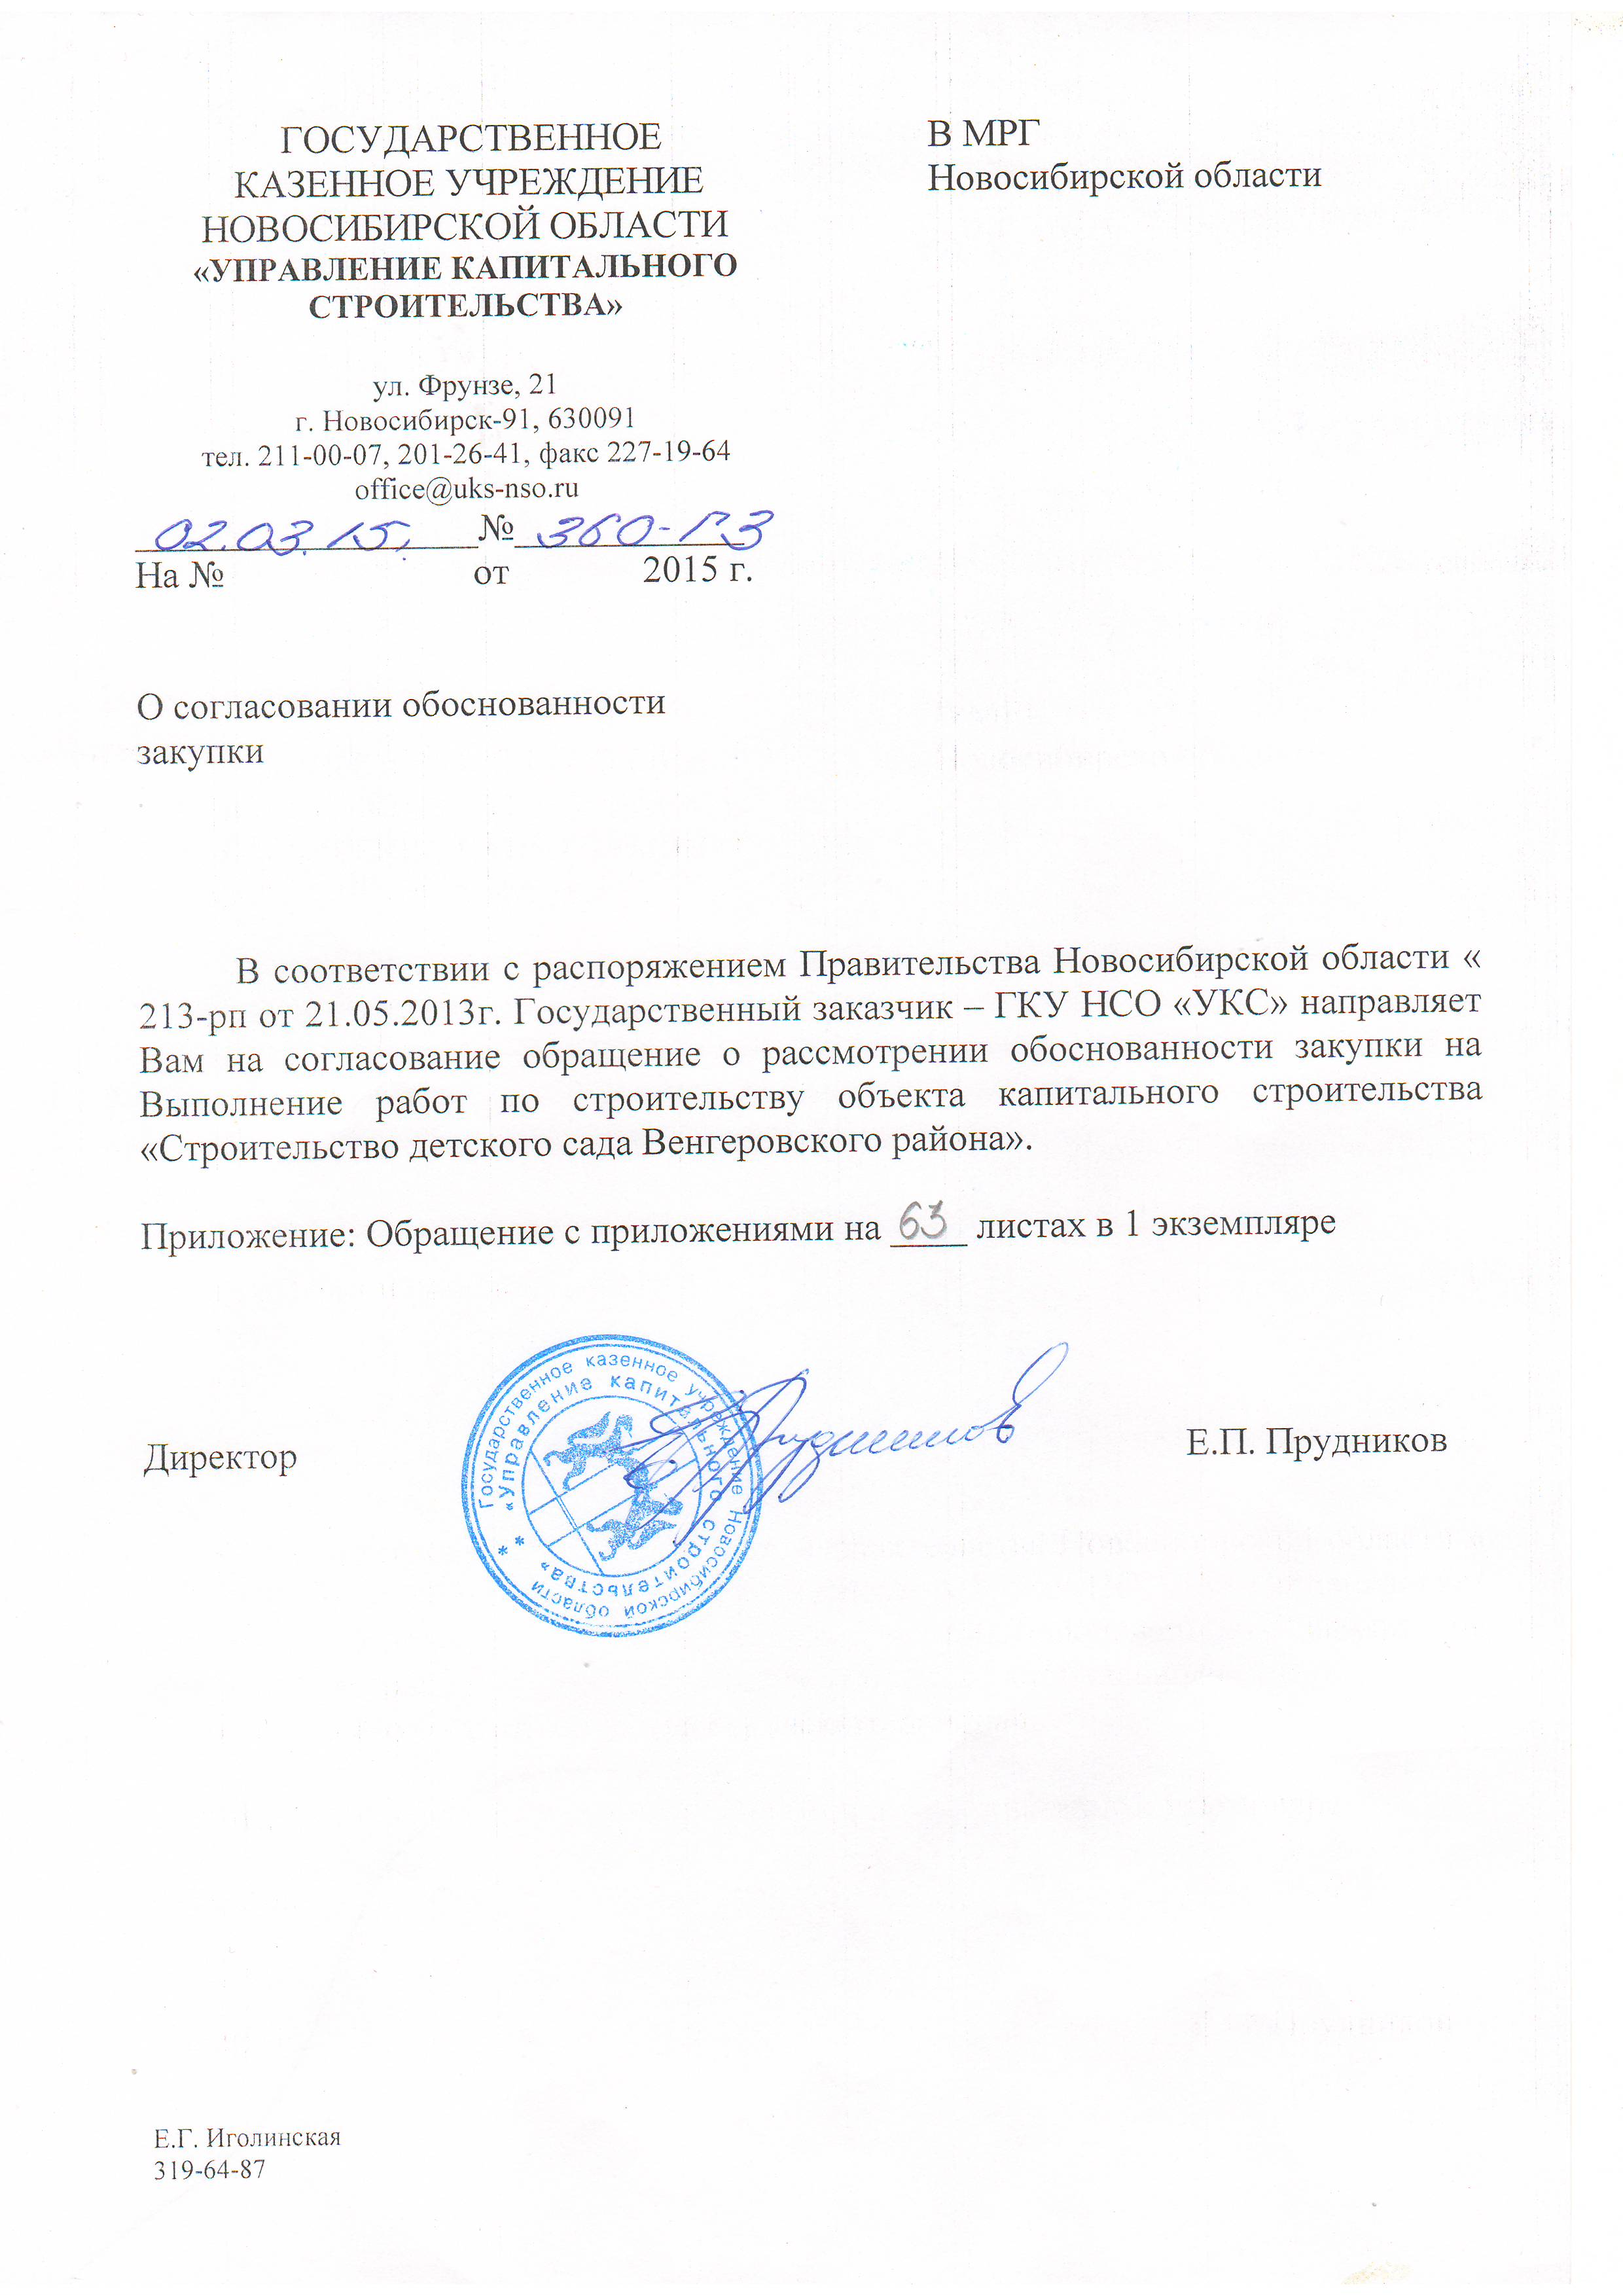 ГОСУДАРСТВЕННОЕ
КАЗЕННОЕ УЧРЕЖДЕНИЕ
НОВОСИБИРСКОЙ ОБЛАСТИ
«УПРАВЛЕНИЕ КАПИТАЛЬНОГО
СТРОИТЕЛЬСТВА»
ул. Фрунзе, 21
г. Новосибирск-91, 630091
тел. 211-00-07, 201-26-41, факс 227-19-64
office@uks-nso.ru
02.03.15. № 360-ГЗ
На № от 2015 г.
В МРГ
Новосибирской области
О согласовании обоснованности
закупки
В соответствии с распоряжением Правительства Новосибирской области «
213-рп от 21.05.2013г. Государственный заказчик – ГКУ НСО «УКС» направляет
Вам на согласование обращение о рассмотрении обоснованности закупки на
Выполнение работ по строительству объекта капитального строительства
«Строительство детского сада Венгеровского района».
Приложение: Обращение с приложениями на 63 листах в 1 экземпляре
Директор
Государственное казенное учреждение Новосибирской области *
«Управление капитального строительства» *
Прудников
Е.П. Прудников
Е.Г. Иголинская
319-64-87